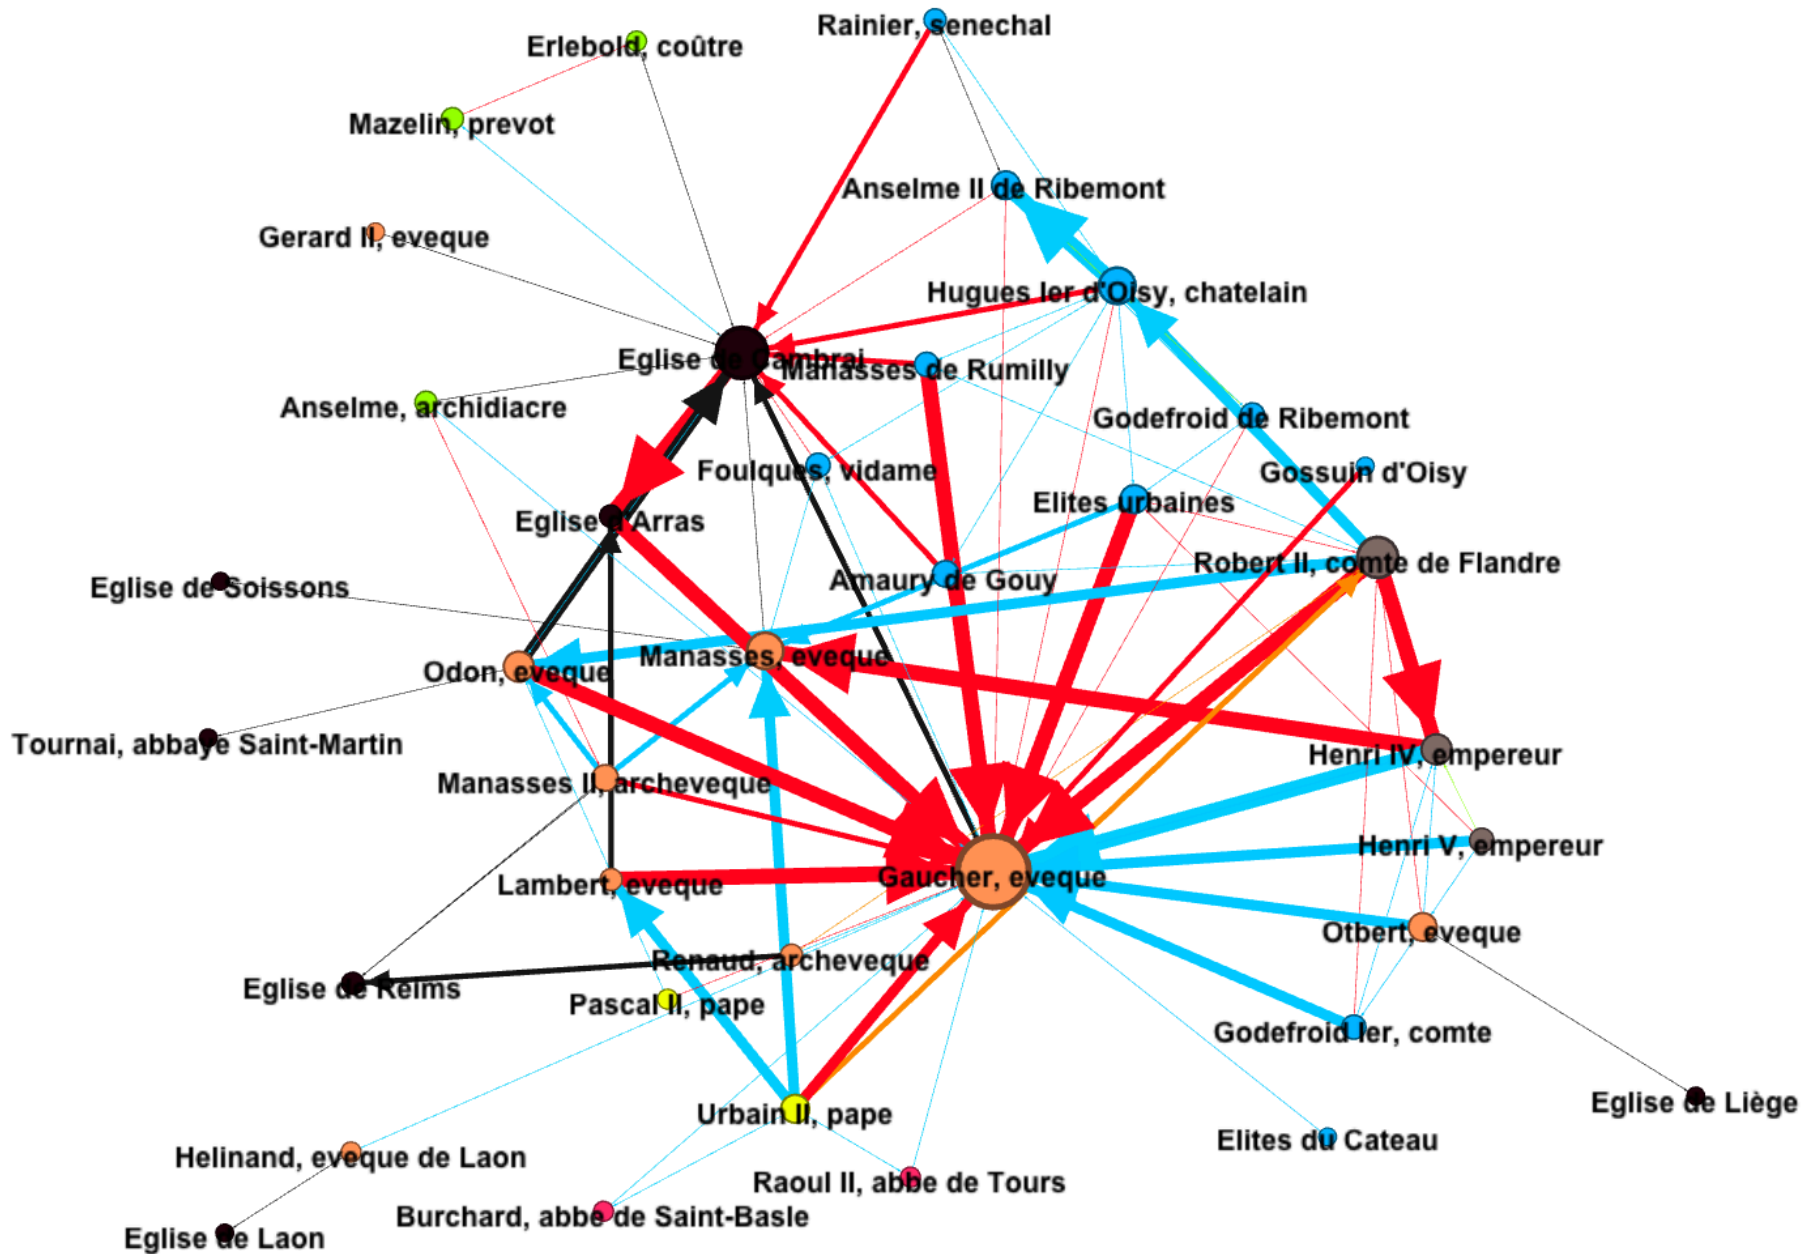 Rainier, senechal
Erlebold, coûtre
Mazelin, prevot
Anselme II de Ribemont
Gerard II, eveque
Hugues Ier d'Oisy, chatelain
Eglise de Cambrai
Manasses de Rumilly
Anselme, archidiacre
Godefroid de Ribemont
Foulques, vidame
Gossuin d'Oisy
Elites urbaines
Eglise d'Arras
Robert II, comte de Flandre
Amaury de Gouy
Eglise de Soissons
Manasses, eveque
Odon, eveque
Tournai, abbaye Saint-Martin
Henri IV, empereur
Manasses II, archeveque
Henri V, empereur
Gaucher, eveque
Lambert, eveque
Otbert, eveque
Renaud, archeveque
Eglise de Reims
Pascal II, pape
Godefroid Ier, comte
Eglise de Liège
Urbain II, pape
Elites du Cateau
Helinand, eveque de Laon
Raoul II, abbe de Tours
Burchard, abbe de Saint-Basle
Eglise de Laon